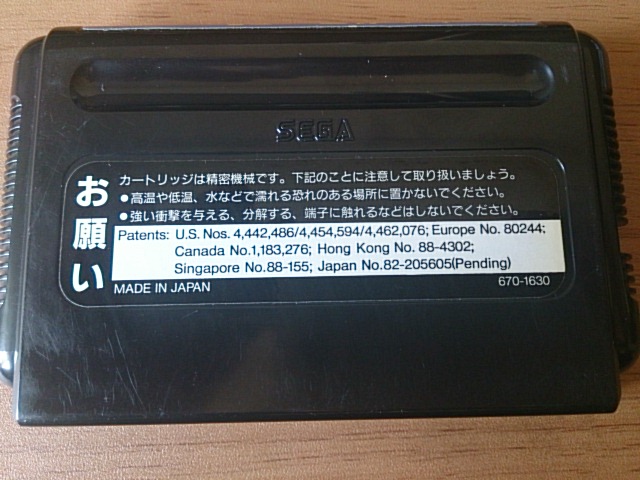 SEGA
お願い
カートリッジは精密機械です。下記のことに注意して取り扱いましょう。
●高温や低温、水などで濡れる恐れのある場所に置かないでください。
●強い衝撃を与える、分解する、端子に触れるなどはしないでください。
Patents: U.S. Nos. 4,442,486/4,454,594/4,462,076; Europe No. 80244;
Canada No.1,183,276; Hong Kong No. 88-4302;
Singapore No.88-155; Japan No.82-205605(Pending)
MADE IN JAPAN 670-1630